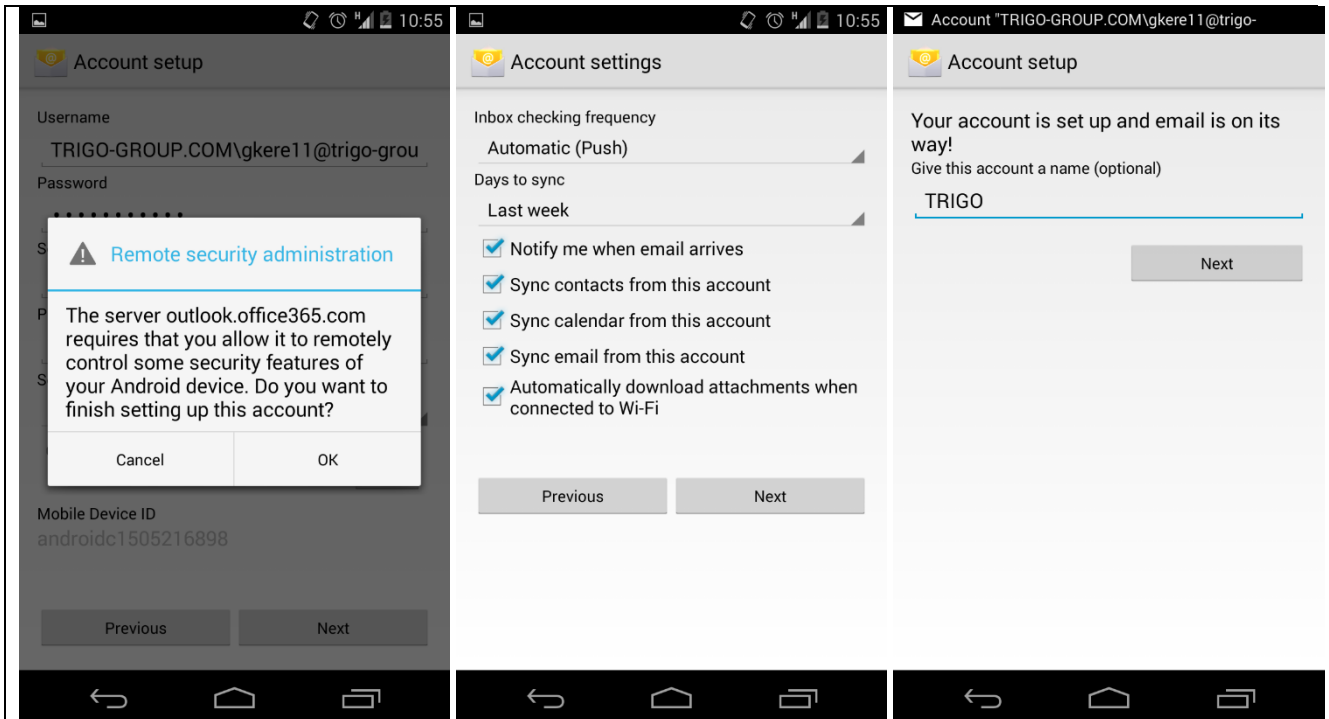 10:55
Account setup
Username
TRIGO-GROUP.COM\gkere11@trigo-grou
Password
Remote security administration
The server outlook.office365.com
requires that you allow it to remotely
control some security features of
your Android device. Do you want to
finish setting up this account?
Cancel OK
Mobile Device ID
androidc1505216898
Previous Next
10:55
Account settings
Inbox checking frequency
Automatic (Push)
Days to sync
Last week
Notify me when email arrives
Sync contacts from this account
Sync calendar from this account
Sync email from this account
Automatically download attachments when
connected to Wi-Fi
Previous Next
Account "TRIGO-GROUP.COM\gkere11@trigo-
Account setup
Your account is set up and email is on its
way!
Give this account a name (optional)
TRIGO
Next